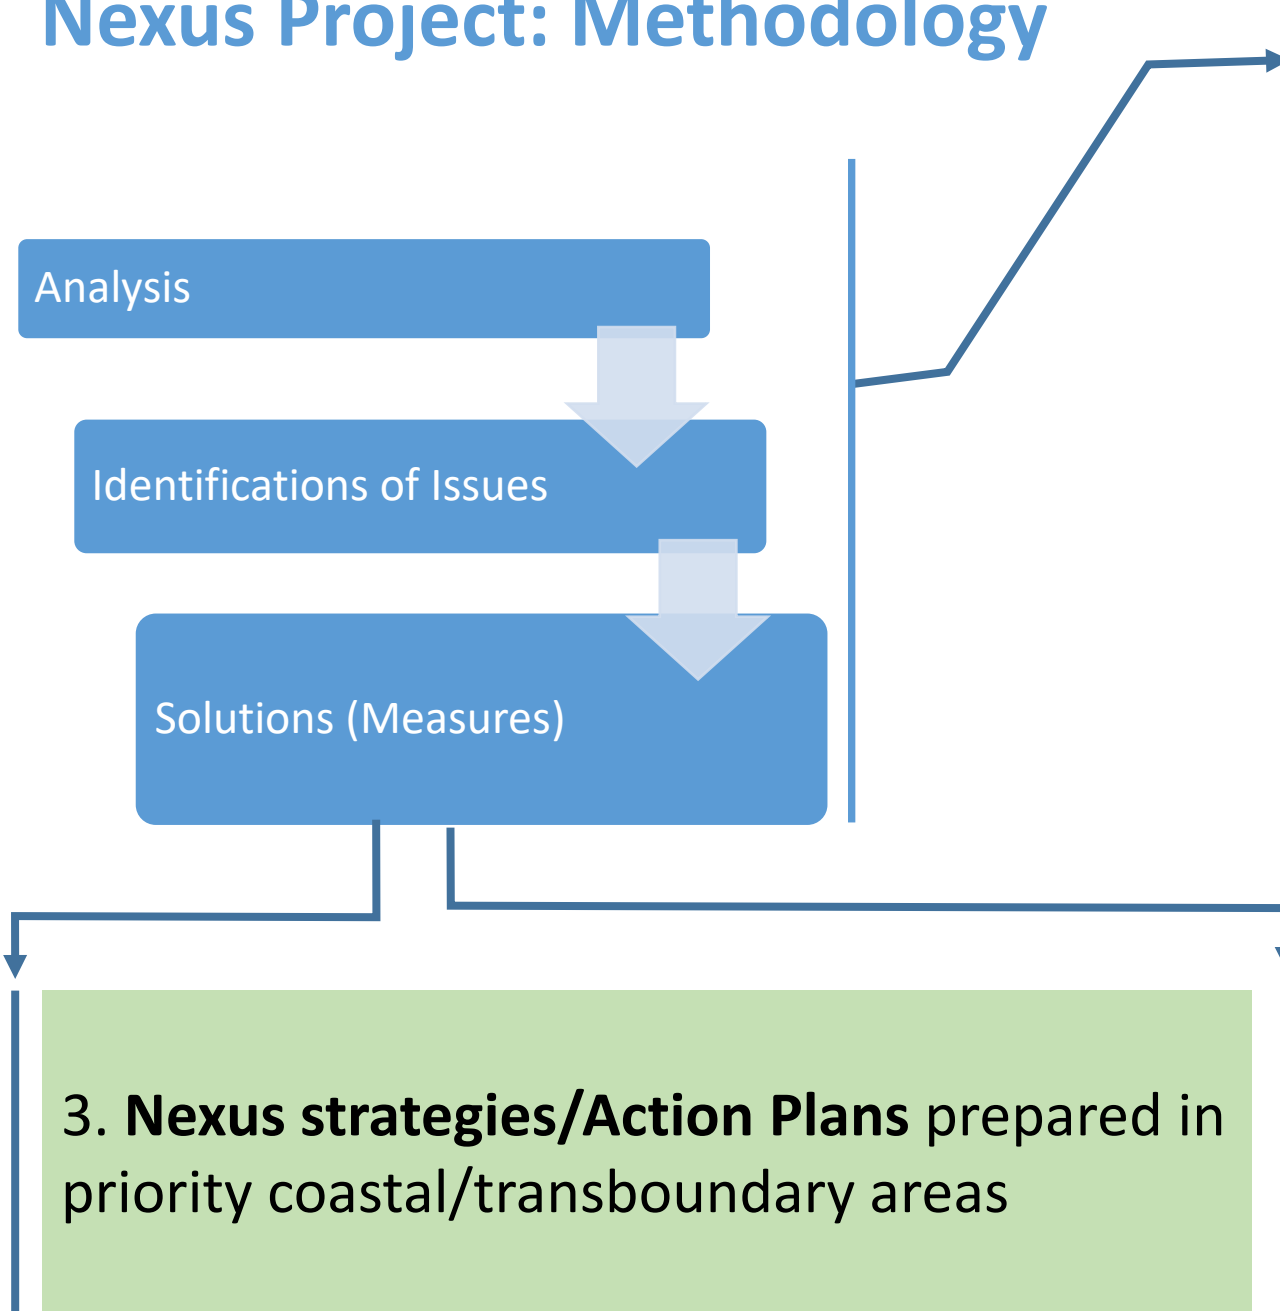 Nexus Project: Methodology
Analysis
Identifications of Issues
Solutions (Measures)
3. Nexus strategies/Action Plans prepared in
priority coastal/transboundary areas